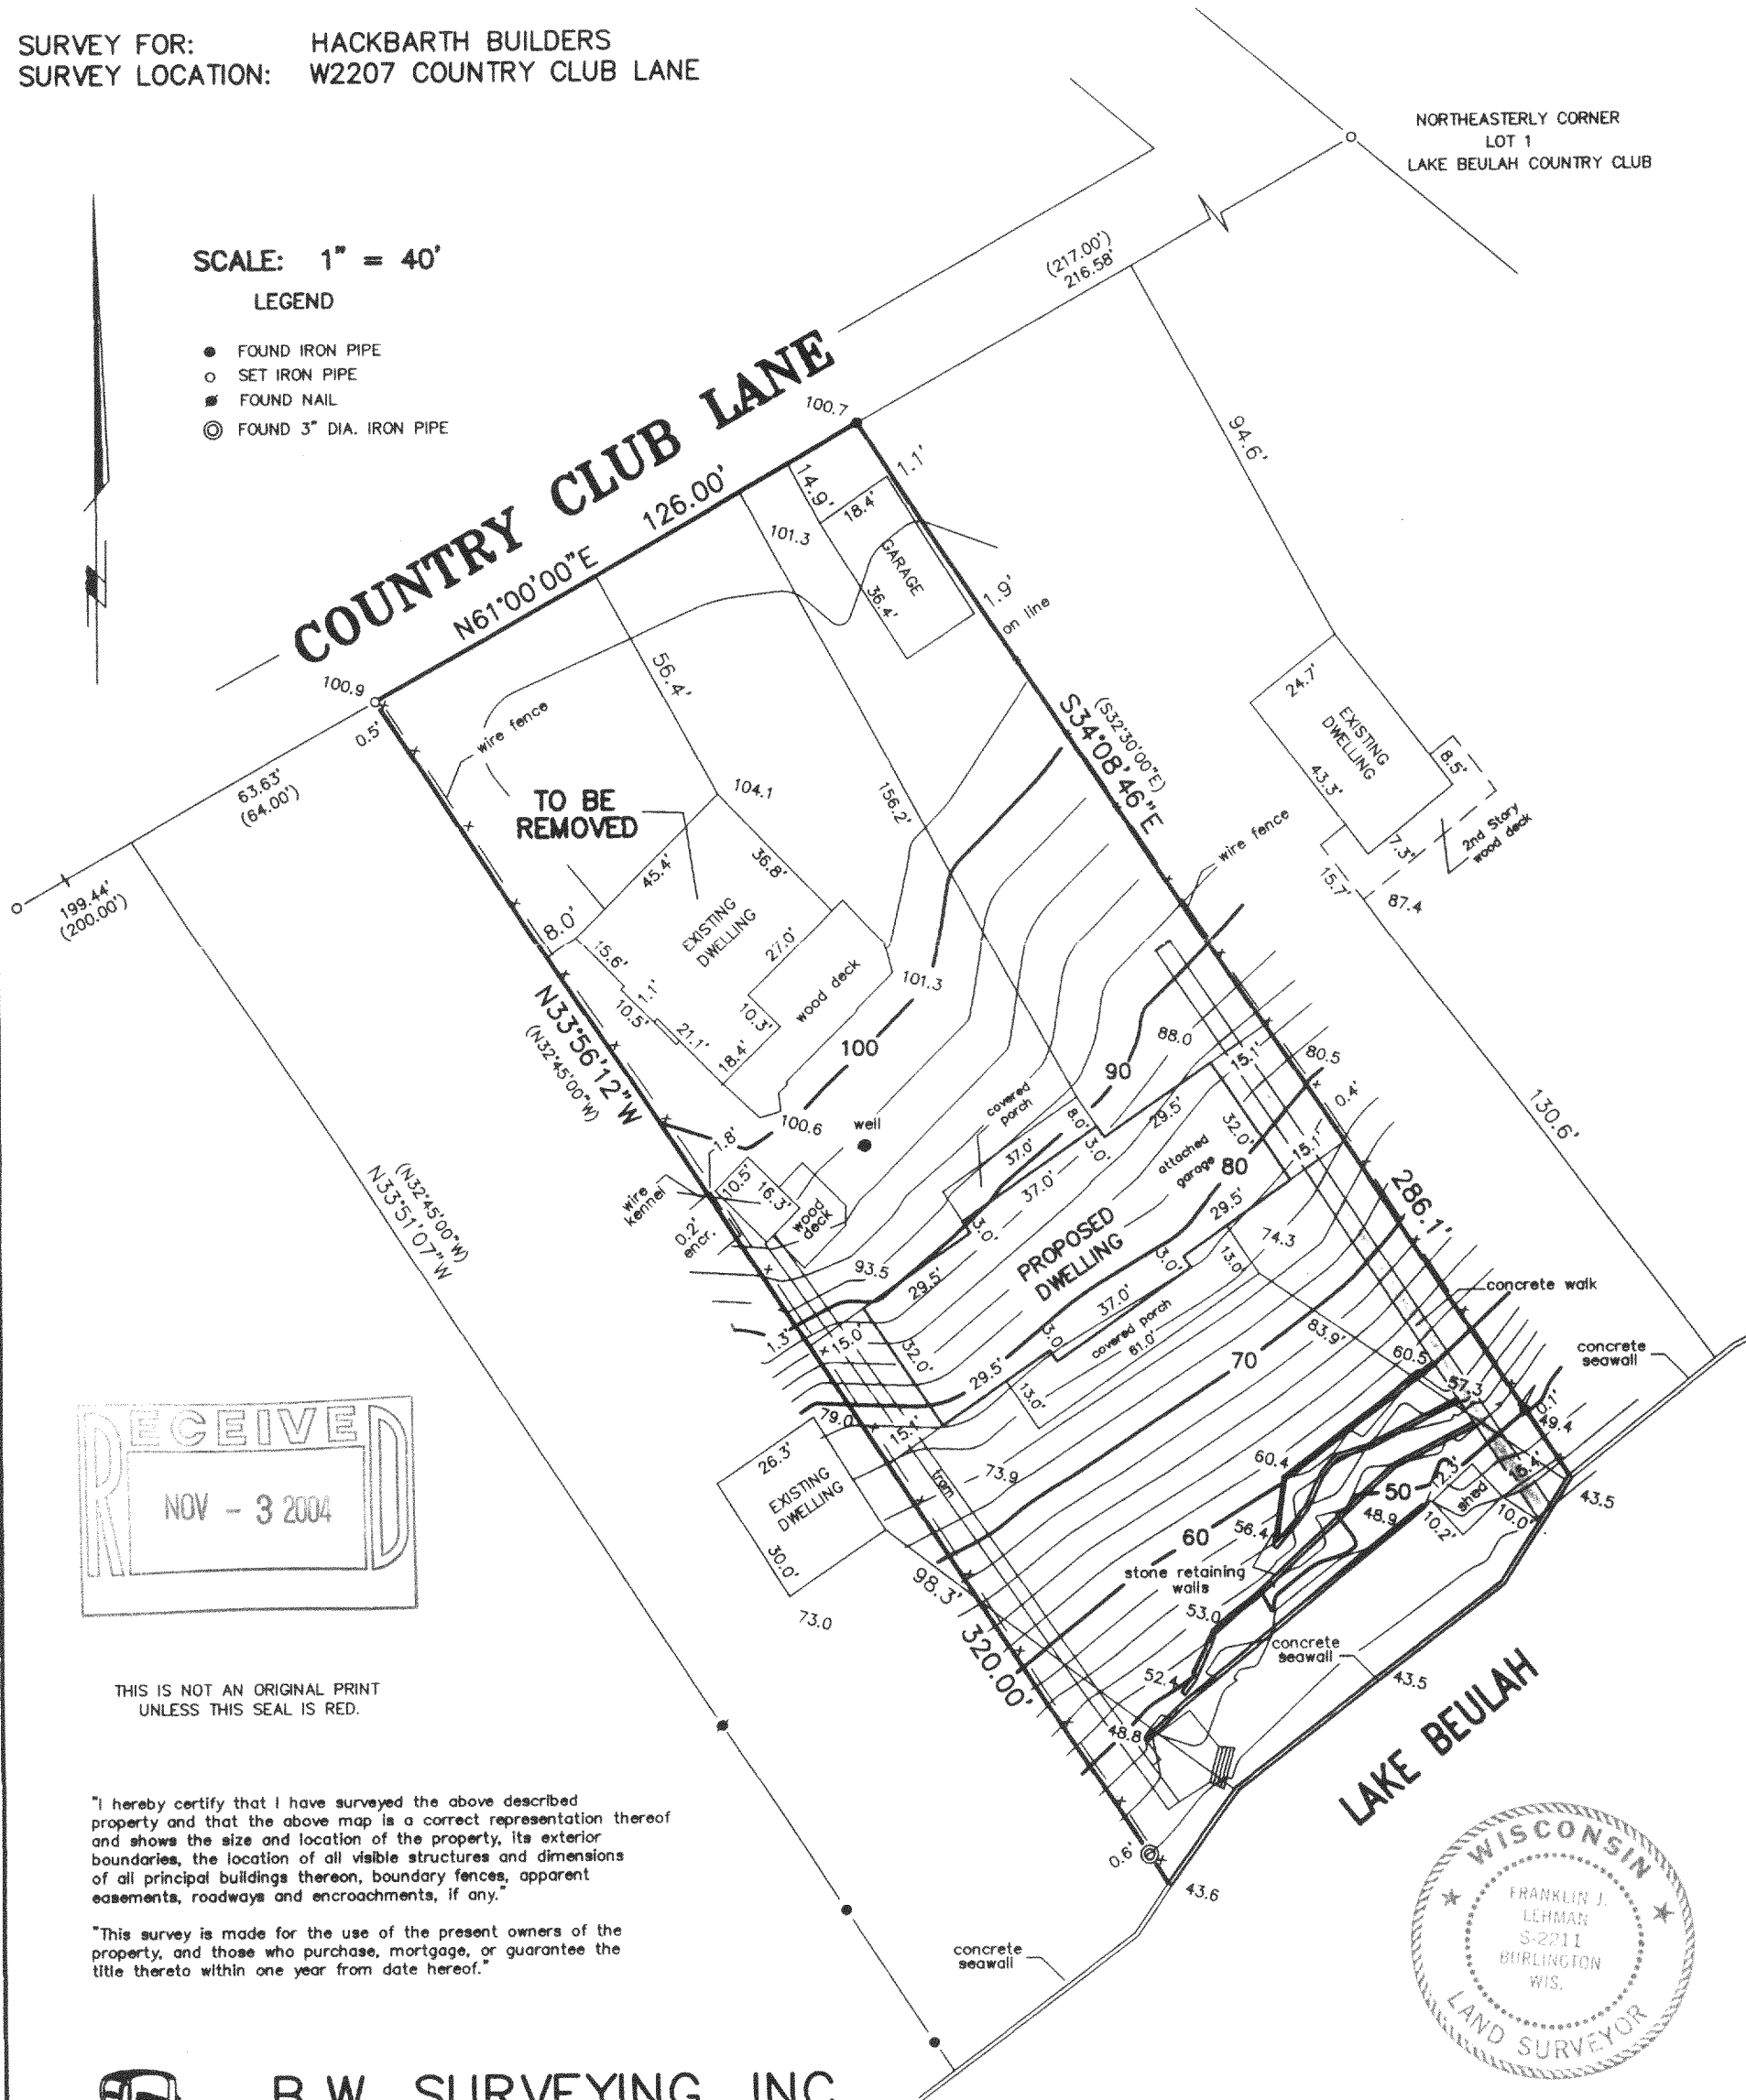 SURVEY FOR: HACKBARTH BUILDERS
SURVEY LOCATION: W2207 COUNTRY CLUB LANE
NORTHEASTERLY CORNER
LOT 1
LAKE BEULAH COUNTRY CLUB
SCALE: 1" = 40'
LEGEND
FOUND IRON PIPE
SET IRON PIPE
FOUND NAIL
FOUND 3" DIA. IRON PIPE
(217.00')
216.58'
COUNTRY CLUB LANE
N61°00'00"E 126.00'
100.7
1.1'
14.9'
18.4'
101.3
GARAGE
36.4'
1.9'
on line
94.6'
100.9
0.5'
63.63'
(64.00')
199.44'
(200.00')
wire fence
56.4'
TO BE
REMOVED
104.1
156.2'
(S32°30'00"E)
S34°08'46"E
24.7'
EXISTING
DWELLING
43.3'
8.5'
7.3'
2nd Story
wood deck
15.7'
87.4
wire fence
45.4'
36.8'
8.0'
EXISTING
DWELLING
15.6'
1.1'
10.5'
21.1'
18.4'
10.3'
27.0'
wood deck
101.3
100
100.6
well
N33°56'12"W
(N32°45'00"W)
(N32°45'00"W)
N33°51'07"W
1.8'
10.5'
16.3'
wood
deck
wire
kennel
0.2'
encr.
90
88.0
15.1'
80.5
0.4'
covered
porch
37.0'
8.0'
3.0'
29.5'
32.0'
attached
garage
80
15.1'
37.0'
3.0'
PROPOSED
DWELLING
29.5'
74.3
13.0'
3.0'
37.0'
covered porch
81.0'
3.0'
29.5'
13.0'
93.5
29.5'
32.0'
1.3'
15.0'
79.0
15.1'
from
73.9
286.1'
130.6'
concrete walk
concrete
seawall
83.9'
70
60.5
57.3
0.1'
49.4
60.4
12.3'
15.4'
50
shed
48.9
10.2'
10.0'
43.5
26.3'
EXISTING
DWELLING
30.0'
73.0
98.3'
320.00'
60
56.4
stone retaining
walls
53.0
52.4
48.8
concrete
seawall
43.5
LAKE BEULAH
0.6'
43.6
concrete
seawall
RECEIVED
NOV - 3 2004
THIS IS NOT AN ORIGINAL PRINT
UNLESS THIS SEAL IS RED.
"I hereby certify that I have surveyed the above described
property and that the above map is a correct representation thereof
and shows the size and location of the property, its exterior
boundaries, the location of all visible structures and dimensions
of all principal buildings thereon, boundary fences, apparent
easements, roadways and encroachments, if any."
"This survey is made for the use of the present owners of the
property, and those who purchase, mortgage, or guarantee the
title thereto within one year from date hereof."
WISCONSIN
FRANKLIN J.
LEHMAN
S-2211
BURLINGTON
WIS.
LAND SURVEYOR
B.W. SURVEYING, INC.